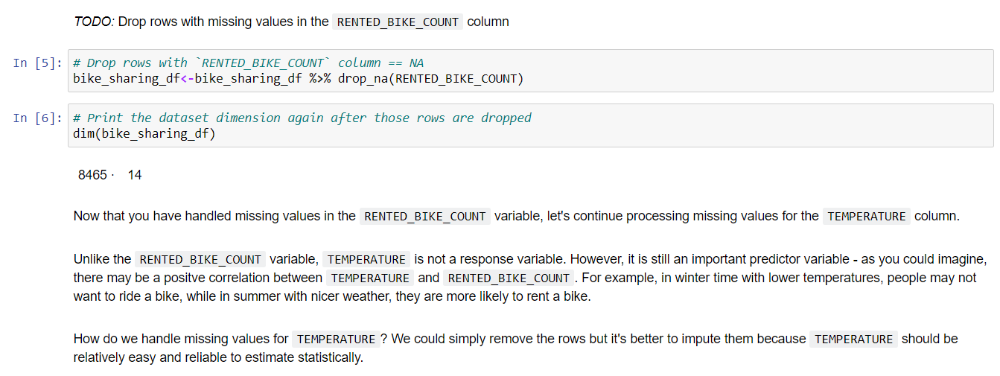 TODO: Drop rows with missing values in the RENTED_BIKE_COUNT column
In [5]: # Drop rows with `RENTED_BIKE_COUNT` column == NA
bike_sharing_df<-bike_sharing_df %>% drop_na(RENTED_BIKE_COUNT)
In [6]: # Print the dataset dimension again after those rows are dropped
dim(bike_sharing_df)
8465 · 14
Now that you have handled missing values in the RENTED_BIKE_COUNT variable, let's continue processing missing values for the TEMPERATURE column.
Unlike the RENTED_BIKE_COUNT variable, TEMPERATURE is not a response variable. However, it is still an important predictor variable - as you could imagine,
there may be a positve correlation between TEMPERATURE and RENTED_BIKE_COUNT . For example, in winter time with lower temperatures, people may not
want to ride a bike, while in summer with nicer weather, they are more likely to rent a bike.
How do we handle missing values for TEMPERATURE ? We could simply remove the rows but it's better to impute them because TEMPERATURE should be
relatively easy and reliable to estimate statistically.